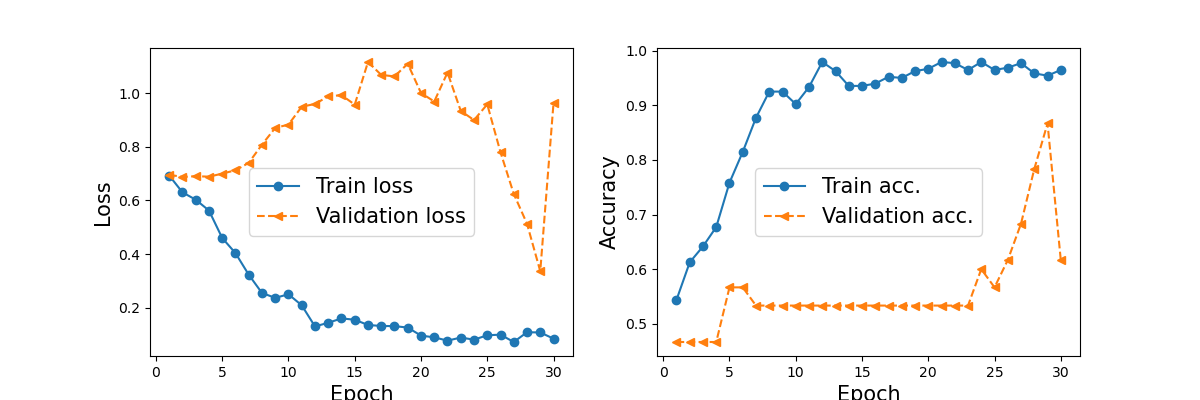 1.0
0.8
0.6
0.4
0.2
Loss
0 5 10 15 20 25 30
Epoch
Train loss
Validation loss
1.0
0.9
0.8
0.7
0.6
0.5
Accuracy
0 5 10 15 20 25 30
Epoch
Train acc.
Validation acc.